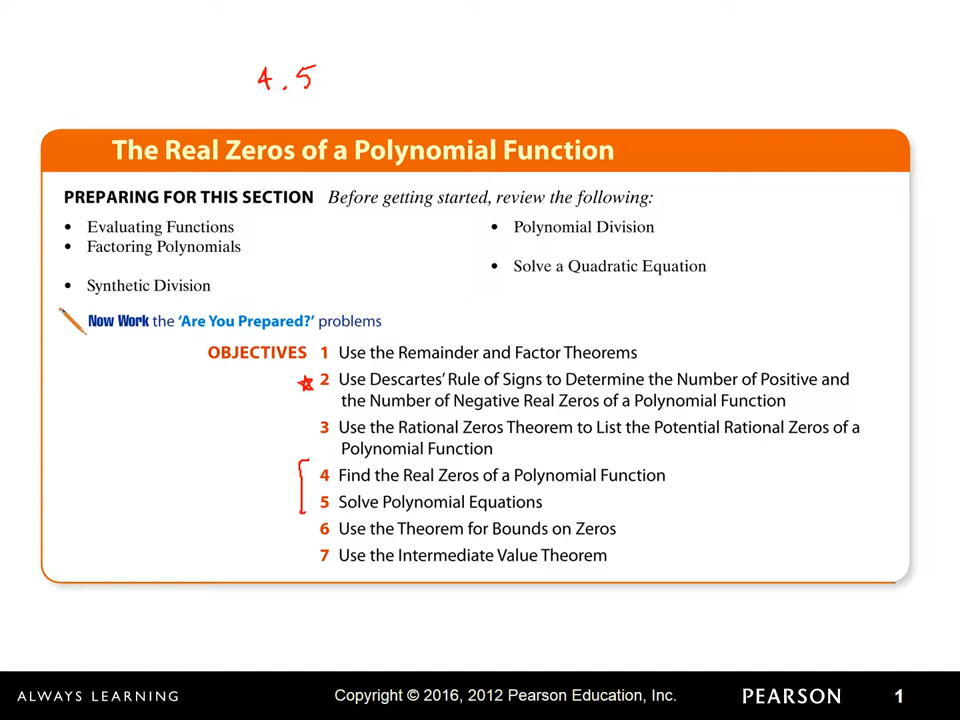 4.5
The Real Zeros of a Polynomial Function
PREPARING FOR THIS SECTION Before getting started, review the following:
• Evaluating Functions
• Factoring Polynomials
• Synthetic Division
• Polynomial Division
• Solve a Quadratic Equation
Now Work the 'Are You Prepared?' problems
OBJECTIVES 1 Use the Remainder and Factor Theorems
2 Use Descartes' Rule of Signs to Determine the Number of Positive and
the Number of Negative Real Zeros of a Polynomial Function
3 Use the Rational Zeros Theorem to List the Potential Rational Zeros of a
Polynomial Function
4 Find the Real Zeros of a Polynomial Function
5 Solve Polynomial Equations
6 Use the Theorem for Bounds on Zeros
7 Use the Intermediate Value Theorem
ALWAYS LEARNING
Copyright © 2016, 2012 Pearson Education, Inc.
PEARSON
1